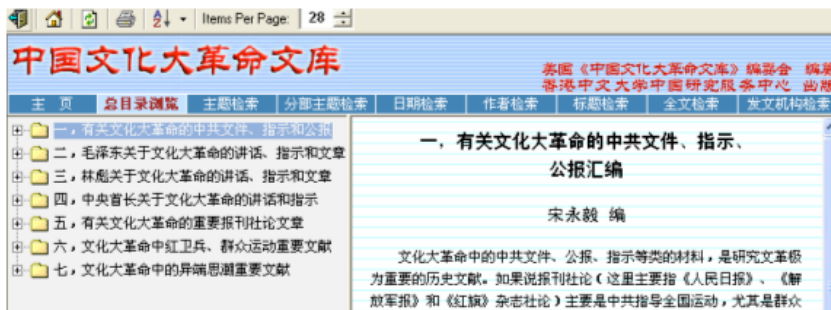 Items Per Page: 28
中国文化大革命文库
美国《中国文化大革命文库》编委会 编
香港中文大学中国研究服务中心 出
主 页 总目录浏览 主题检索 分部主题检索 日期检索 作者检索 标题检索 全文检索 发文机构检索
一，有关文化大革命的中共文件、指示和公报
二，毛泽东关于文化大革命的讲话、指示和文章
三，林彪关于文化大革命的讲话、指示和文章
四，中央首长关于文化大革命的讲话和指示
五，有关文化大革命的重要报刊社论文章
六，文化大革命中红卫兵、群众运动重要文献
七，文化大革命中的异端思潮重要文献
一，有关文化大革命的中共文件、指示、
公报汇编
宋永毅 编
文化大革命中的中共文件、公报、指示等类的材料，是研究文革极
为重要的历史文献。如果说报刊社论（这里主要指《人民日报》、《解
放军报》和《红旗》杂志社论）主要是中共指导全国运动，尤其是群众